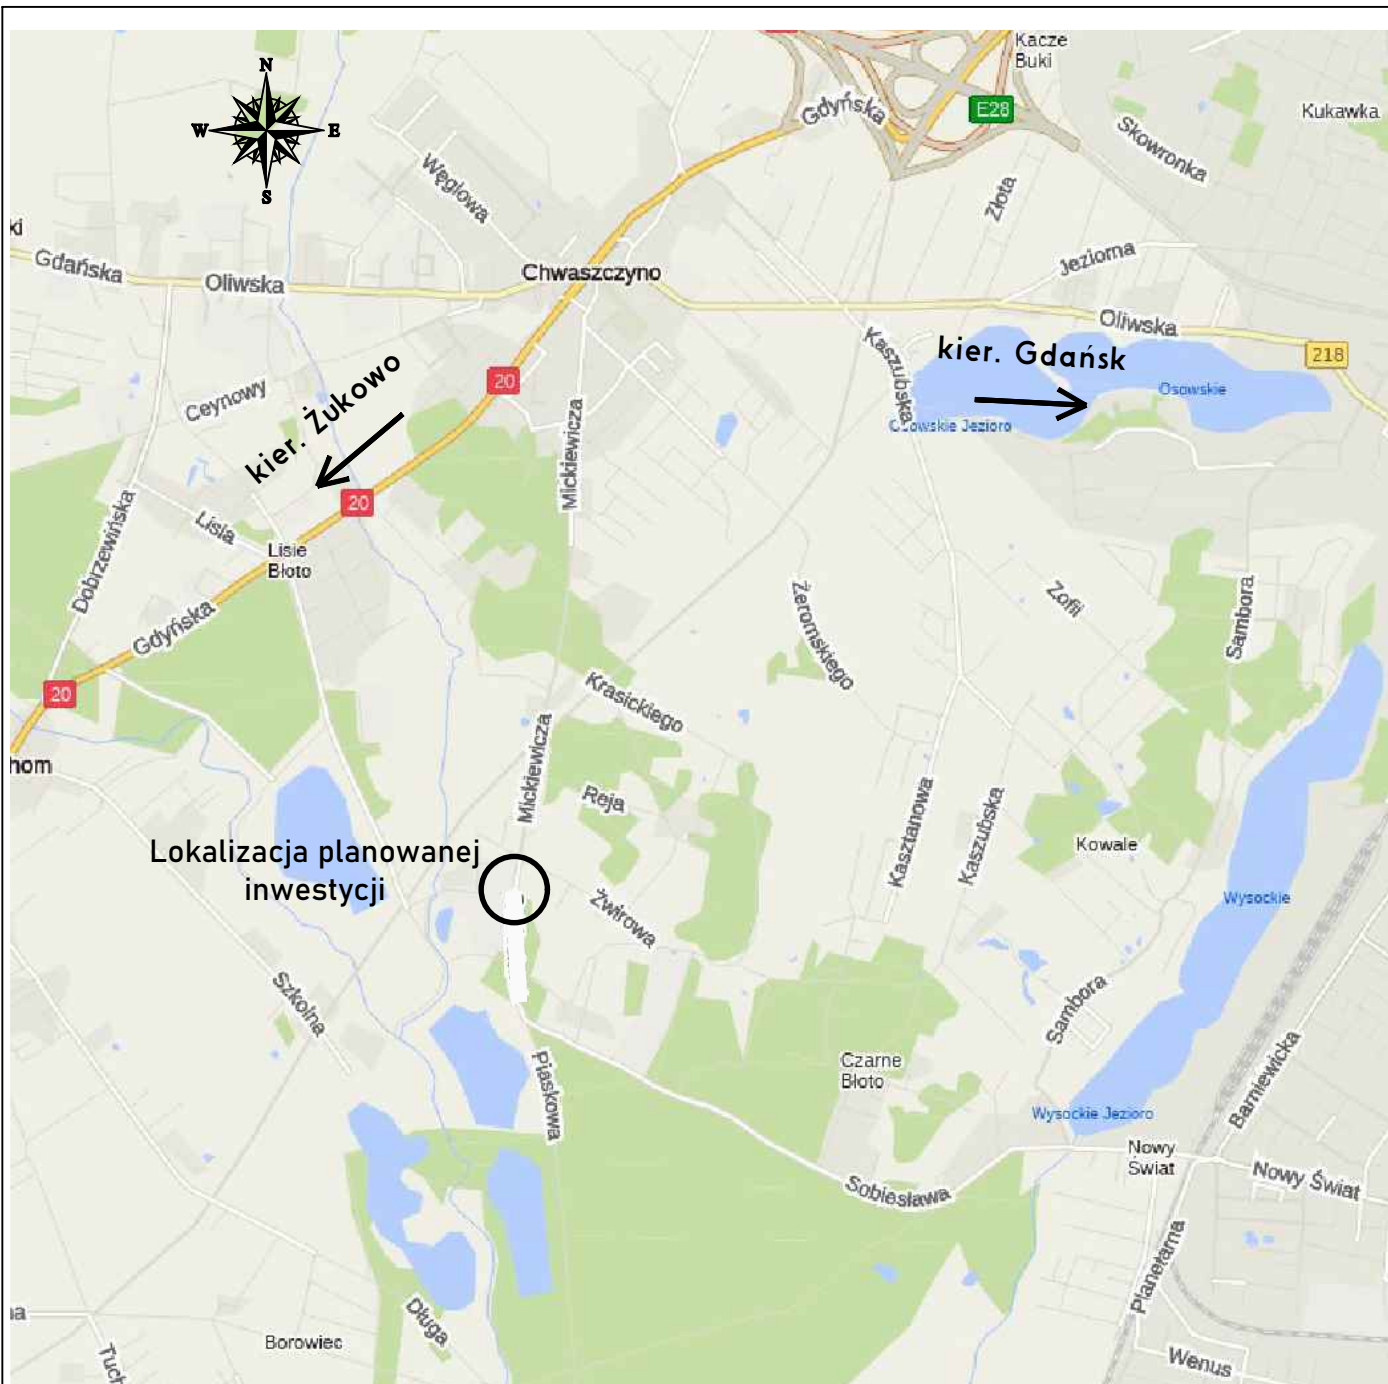 Kacze
Buki
N
W
E
S
E28
Gdyńska
Kukawka
Skowronka
Węglowa
Złota
ki
Gdańska
Oliwska
Chwaszczyno
Jeziorna
Oliwska
218
kier. Gdańsk
Kaszubska
Osowskie
Osowskie Jezioro
20
Ceynowy
kier. Żukowo
Mickiewicza
20
Lisia
Dobrzewińska
Lisie
Błoto
Gdyńska
Żeromskiego
Zofii
Sambora
20
Krasickiego
hom
Mickiewicza
Reja
Kasztanowa
Kaszubska
Kowale
Lokalizacja planowanej
inwestycji
Żwirowa
Wysockie
Szkolna
Sambora
Piaskowa
Czarne
Błoto
Barniewicka
Wysockie Jezioro
Nowy
Świat
Nowy Świat
Sobiesława
Planetarna
na
Długa
Borowiec
Tuch
Wenus